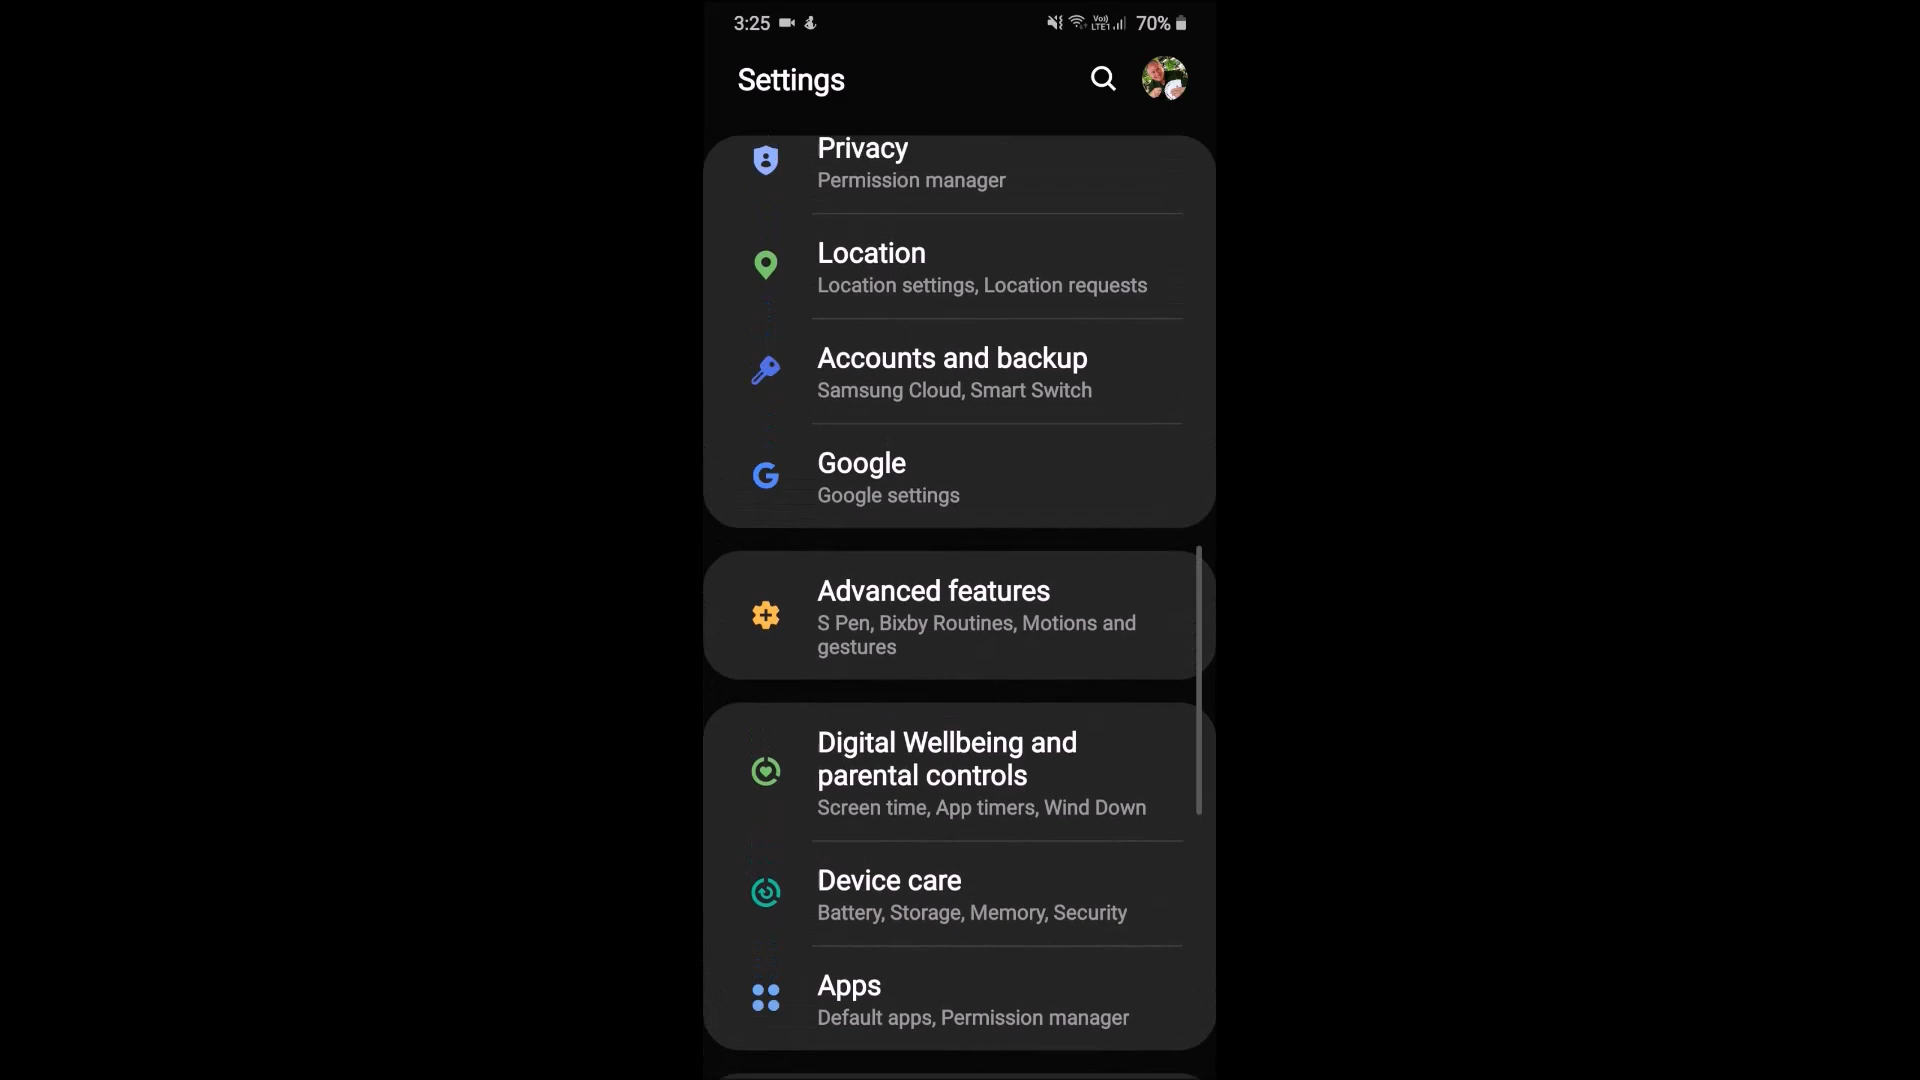 3:25 70%
Settings
Privacy
Permission manager
Location
Location settings, Location requests
Accounts and backup
Samsung Cloud, Smart Switch
Google
Google settings
Advanced features
S Pen, Bixby Routines, Motions and
gestures
Digital Wellbeing and
parental controls
Screen time, App timers, Wind Down
Device care
Battery, Storage, Memory, Security
Apps
Default apps, Permission manager